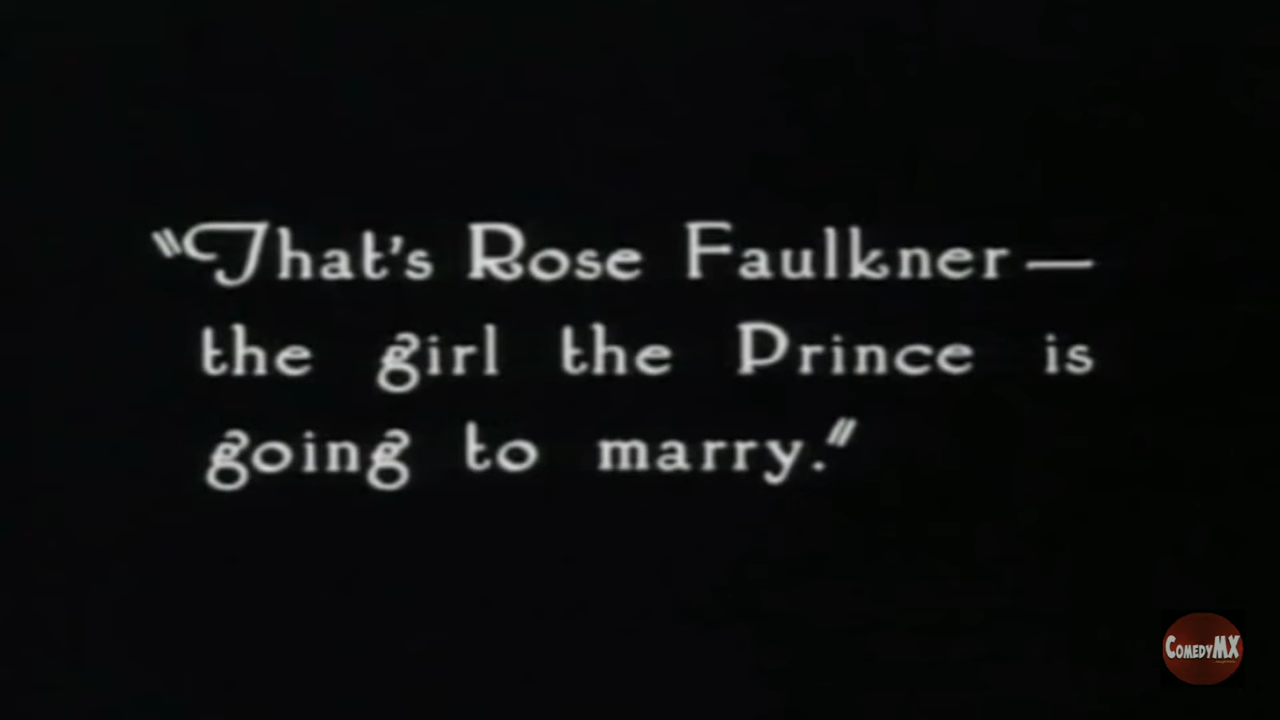 "That's Rose Faulkner—
the girl the Prince is
going to marry."
ComedyMX